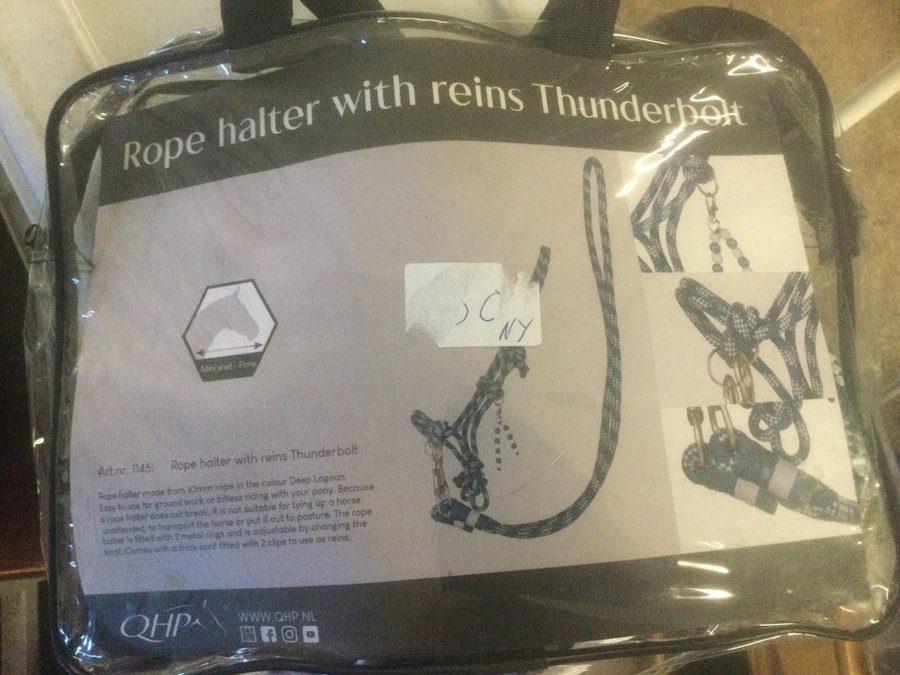 Rope halter with reins Thunderbolt
C
NY
Mini shet - Pony
Art.nr. 1145: Rope halter with reins Thunderbolt
Rope halter made from 10mm rope in the colour Deep Lagoon.
Easy to use for ground work or bitless riding with your pony. Because
a rope halter does not break, it is not suitable for tying up a horse
unattended, to transport the horse or put it out to pasture. The rope
halter is fitted with 2 metal rings and is adjustable by changing the
knot. Comes with a thick cord fitted with 2 clips to use as reins.
QHP
WWW.QHP.NL